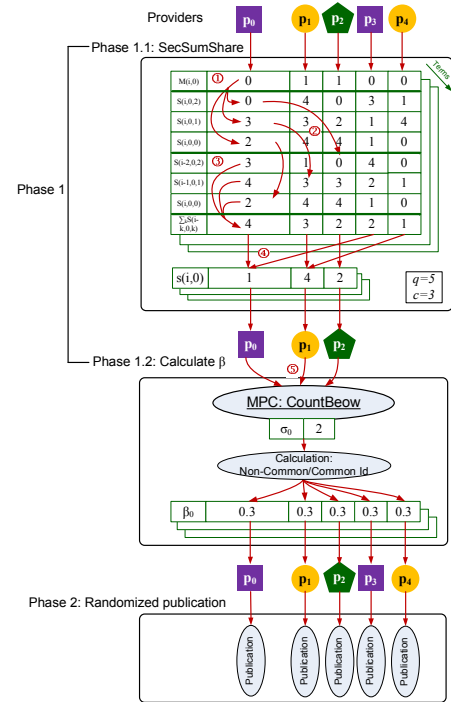 Providers
p0 p1 p2 p3 p4
Phase 1.1: SecSumShare
Terms
M(i,0) ① 0 1 1 0 0
S(i,0,2) 0 4 0 3 1
S(i,0,1) 3 3 ② 2 1 4
S(i,0,0) 2 4 4 1 0
S(i-2,0,2) ③ 3 1 0 4 0
S(i-1,0,1) 4 3 3 2 1
S(i,0,0) 2 4 4 1 0
∑kS(i-
k,0,k) 4 3 2 2 1
Phase 1
④
s(i,0) 1 4 2
q=5
c=3
p0 p1 p2
Phase 1.2: Calculate β
⑤
MPC: CountBeow
σ0 2
Calculation:
Non-Common/Common Id
β0 0.3 0.3 0.3 0.3 0.3
p0 p1 p2 p3 p4
Phase 2: Randomized publication
Publication Publication Publication Publication Publication